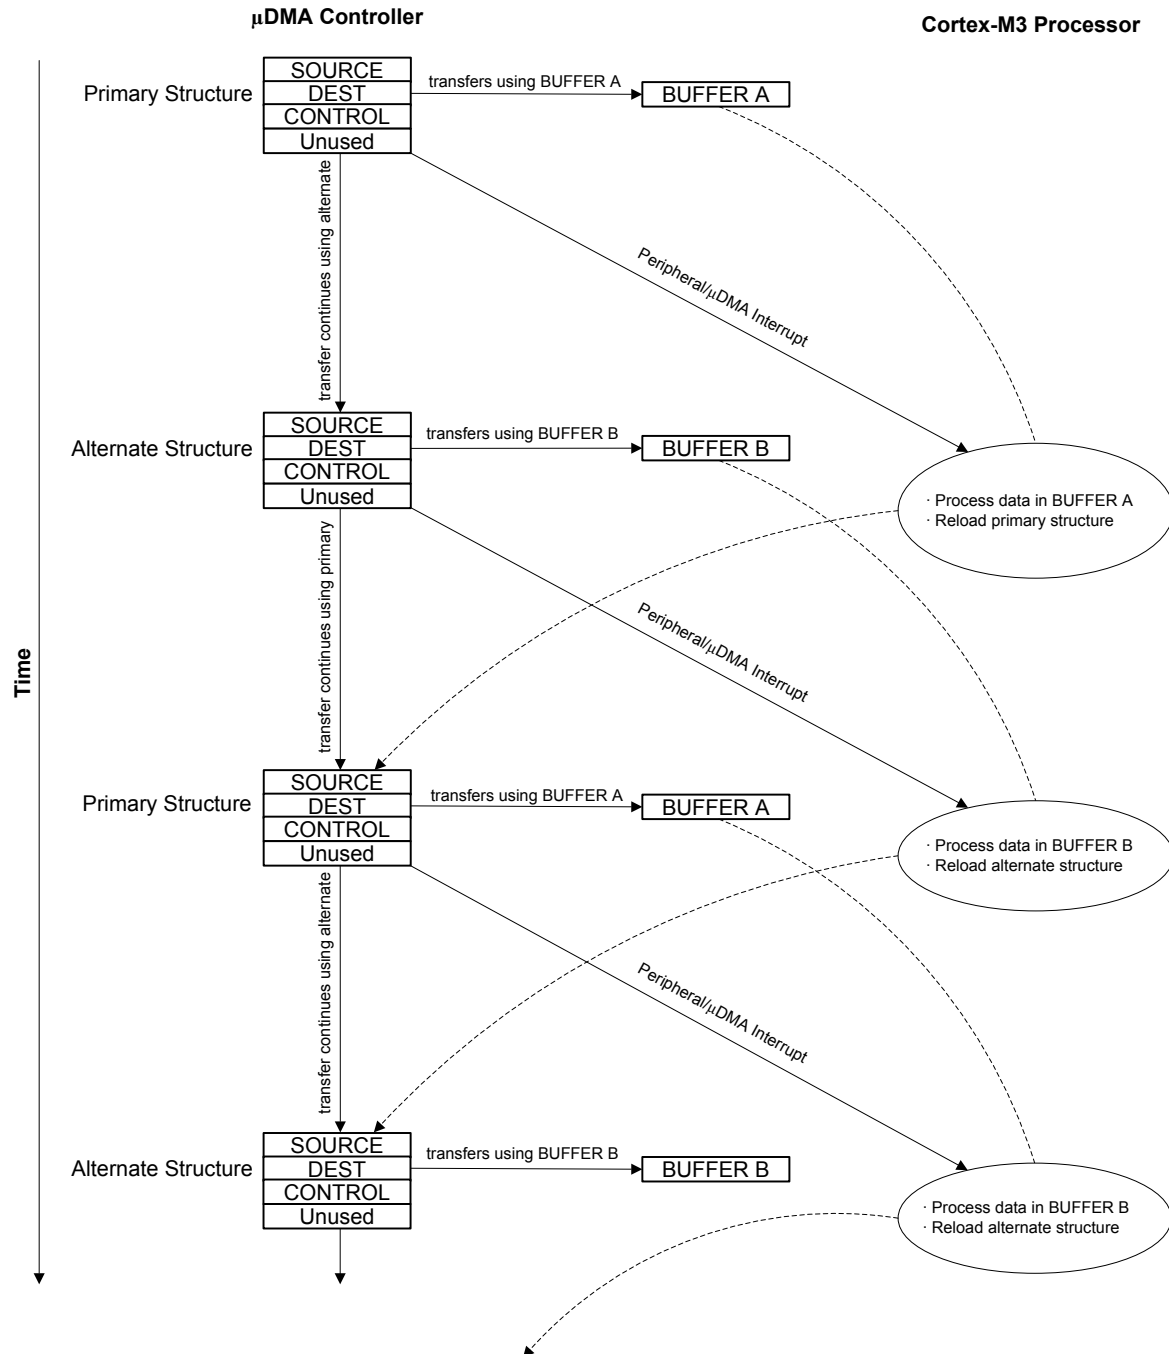 µDMA Controller
Cortex-M3 Processor
Time
Primary Structure
SOURCE
DEST
CONTROL
Unused
transfers using BUFFER A
BUFFER A
transfer continues using alternate
Peripheral/µDMA Interrupt
Alternate Structure
SOURCE
DEST
CONTROL
Unused
transfers using BUFFER B
BUFFER B
· Process data in BUFFER A
· Reload primary structure
transfer continues using primary
Peripheral/µDMA Interrupt
Primary Structure
SOURCE
DEST
CONTROL
Unused
transfers using BUFFER A
BUFFER A
· Process data in BUFFER B
· Reload alternate structure
transfer continues using alternate
Peripheral/µDMA Interrupt
Alternate Structure
SOURCE
DEST
CONTROL
Unused
transfers using BUFFER B
BUFFER B
· Process data in BUFFER B
· Reload alternate structure